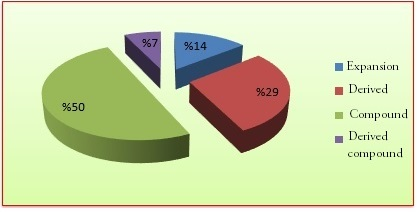 %7
%14
%29
%50
Expansion
Derived
Compound
Derived
compound